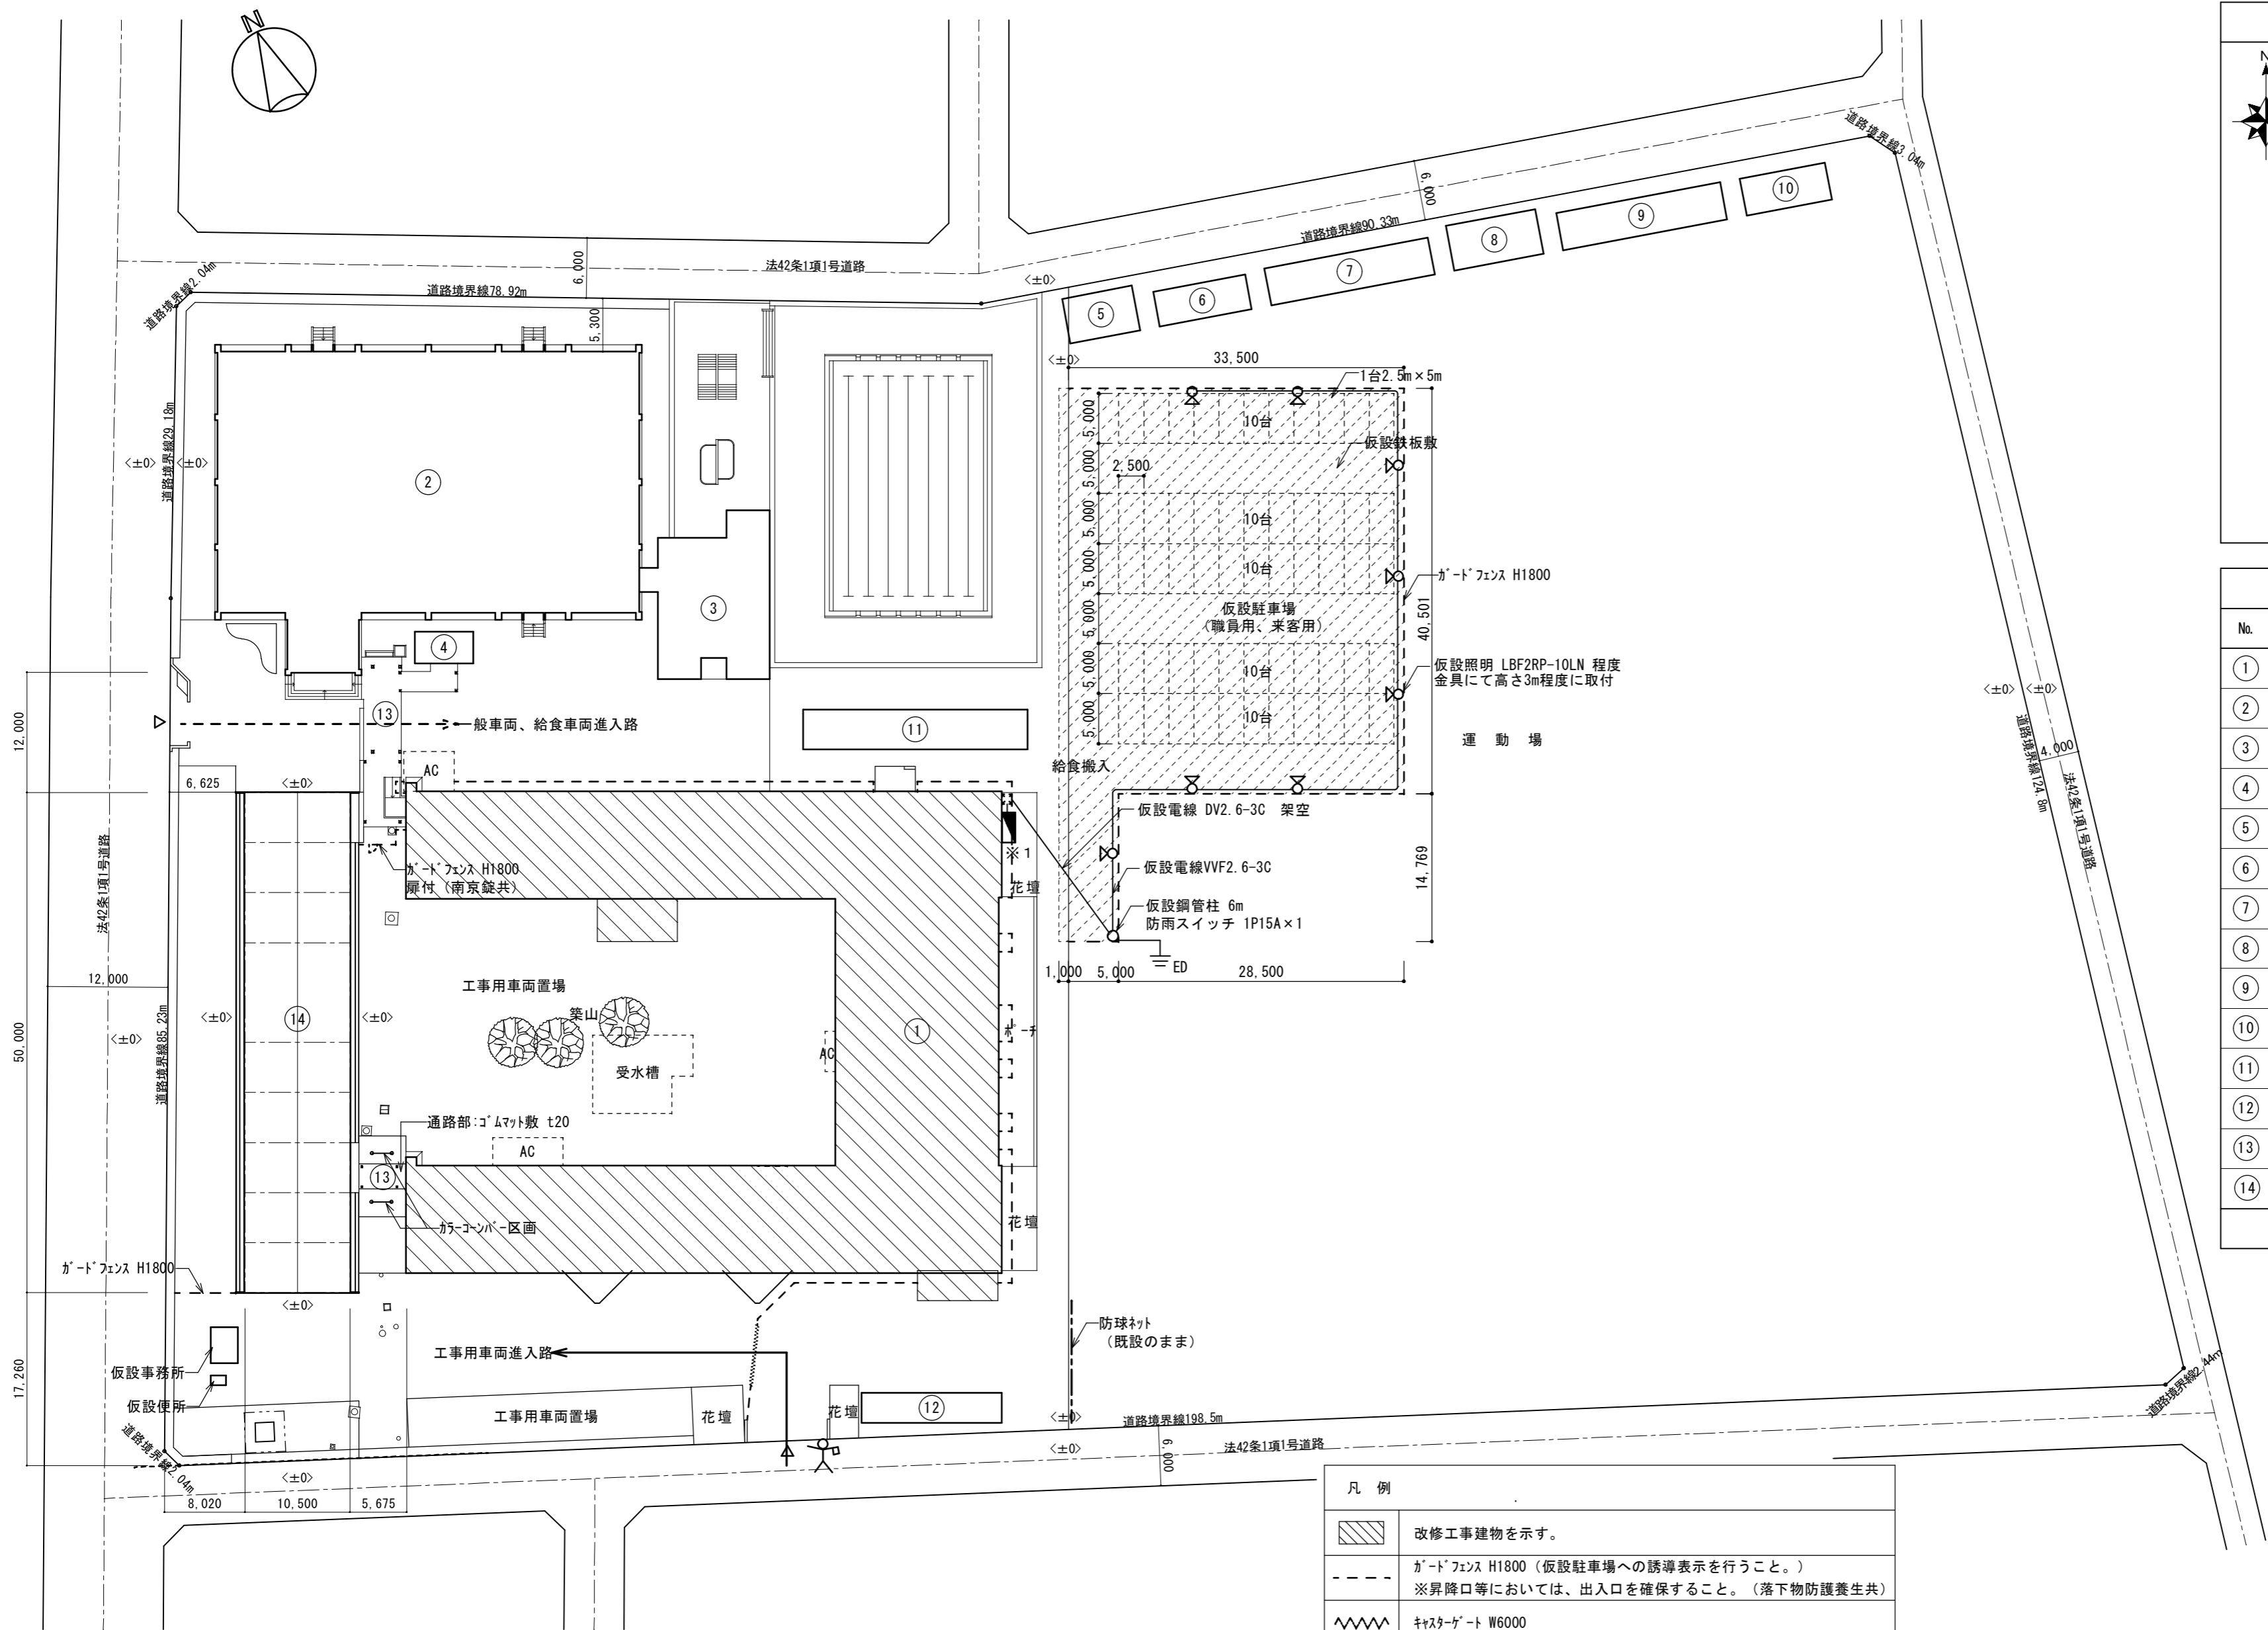 N
N
道路境界線3.04m
6,000
道路境界線90.33m
⑩
⑨
⑧
⑦
⑥
⑤
6,000
法42条1項1号道路
道路境界線2.04m
道路境界線78.92m
5,300
<±0>
<±0>
33,500
1台2.5m×5m
10台
仮設鉄板敷
5,000
5,000
2,500
5,000
10台
5,000
10台
ｶﾞｰﾄﾞﾌｪﾝｽ H1800
5,000
仮設駐車場
（職員用、来客用）
40,501
5,000
10台
仮設照明 LBF2RP-10LN 程度
金具にて高さ3m程度に取付
5,000
10台
運 動 場
道路境界線29.18m
<±0>
<±0>
②
③
④
⑬
一般車両、給食車両進入路
⑪
給食搬入
12,000
AC
6,625
<±0>
仮設電線 DV2.6-3C 架空
※1
ｶﾞｰﾄﾞﾌｪﾝｽ H1800
扉付（南京錠共）
花壇
仮設電線VVF2.6-3C
14,769
仮設鋼管柱 6m
防雨スイッチ 1P15A×1
ED
1,000
5,000
28,500
法42条1項1号道路
12,000
工事用車両置場
築山
50,000
<±0>
道路境界線85.23m
<±0>
⑭
<±0>
①
ﾎﾟｰﾁ
AC
受水槽
通路部:ｺﾞﾑﾏｯﾄ敷 t20
AC
⑬
ｶﾗｰｺｰﾝﾊﾞｰ区画
花壇
ｶﾞｰﾄﾞﾌｪﾝｽ H1800
<±0>
防球ﾈｯﾄ
（既設のまま）
工事用車両進入路
仮設事務所
17,260
仮設便所
工事用車両置場
花壇
花壇
⑫
<±0>
道路境界線198.5m
道路境界線2.04m
<±0>
<±0>
6,000
法42条1項1号道路
8,020
10,500
5,675
<±0>
<±0>
4,000
道路境界線124.8m
法42条1項1号道路
道路境界線2.44m
凡 例
改修工事建物を示す。
ｶﾞｰﾄﾞﾌｪﾝｽ H1800（仮設駐車場への誘導表示を行うこと。）
※昇降口等においては、出入口を確保すること。（落下物防護養生共）
ｷｬｽﾀｰｹﾞｰﾄ W6000
No.
①
②
③
④
⑤
⑥
⑦
⑧
⑨
⑩
⑪
⑫
⑬
⑭